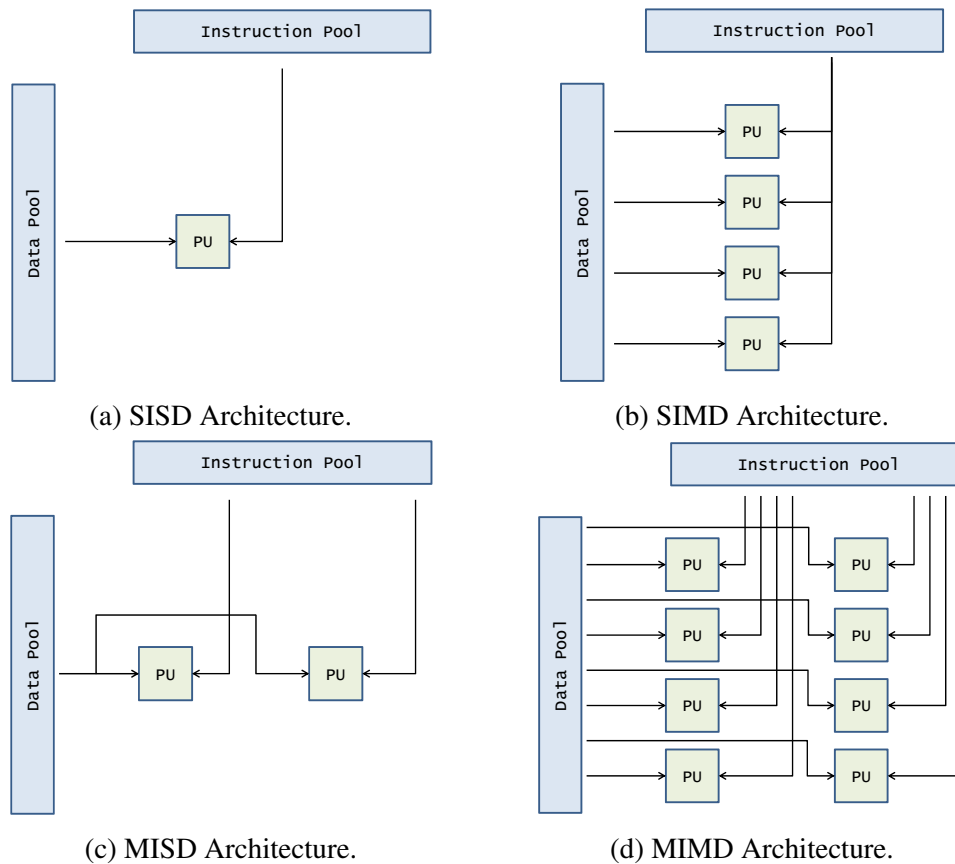 Instruction Pool
Data Pool
PU
(a) SISD Architecture.
Instruction Pool
Data Pool
PU
PU
PU
PU
(b) SIMD Architecture.
Instruction Pool
Data Pool
PU
PU
(c) MISD Architecture.
Instruction Pool
Data Pool
PU
PU
PU
PU
PU
PU
PU
PU
(d) MIMD Architecture.